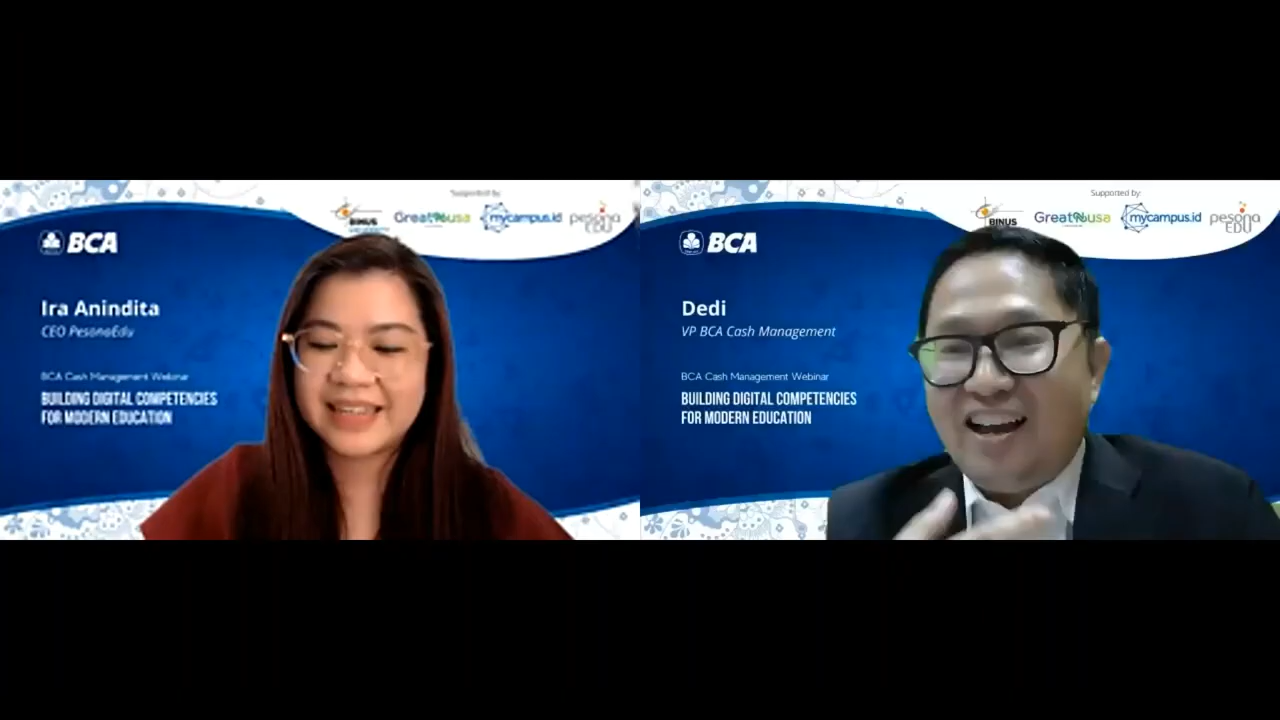 Supported by
BINUS
GreatNusa
mycampus.id
pesona
EDU
BCA
Ira Anindita
CEO PesonaEdu
BCA Cash Management Webinar
BUILDING DIGITAL COMPETENCIES
FOR MODERN EDUCATION
Supported by
BINUS
GreatNusa
mycampus.id
pesona
EDU
BCA
Dedi
VP BCA Cash Management
BCA Cash Management Webinar
BUILDING DIGITAL COMPETENCIES
FOR MODERN EDUCATION